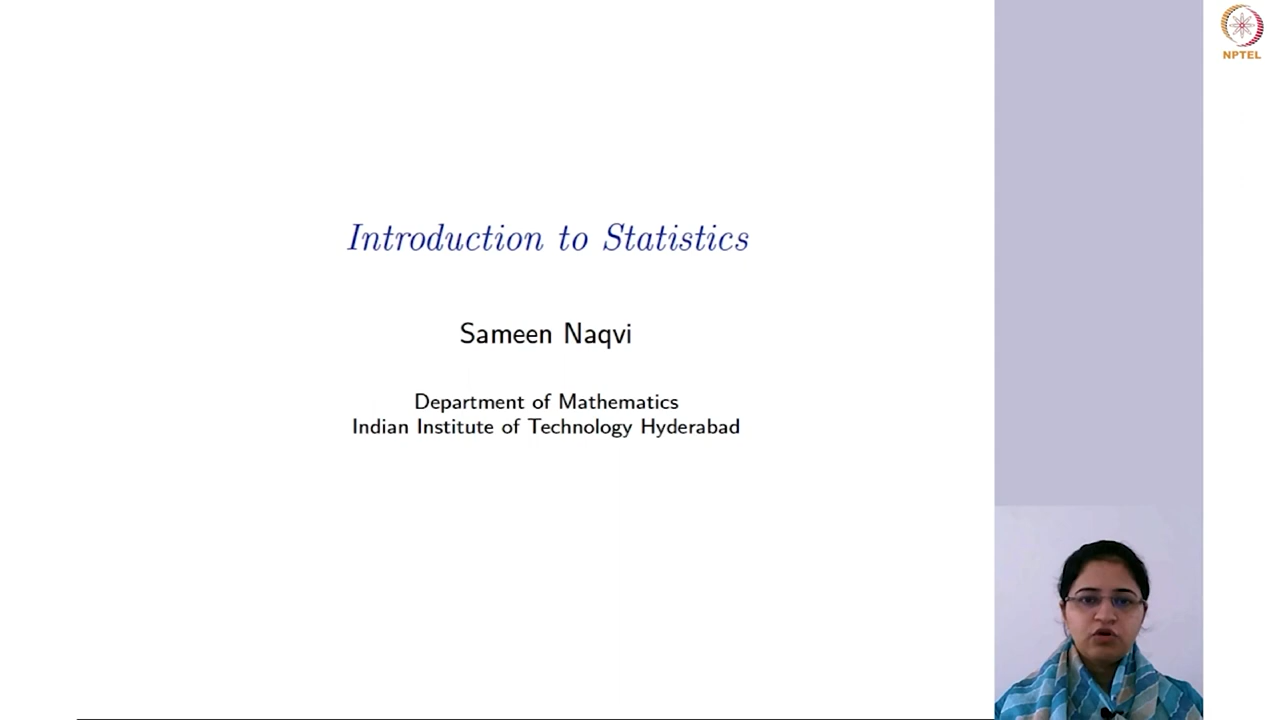 NPTEL
Introduction to Statistics
Sameen Naqvi
Department of Mathematics
Indian Institute of Technology Hyderabad